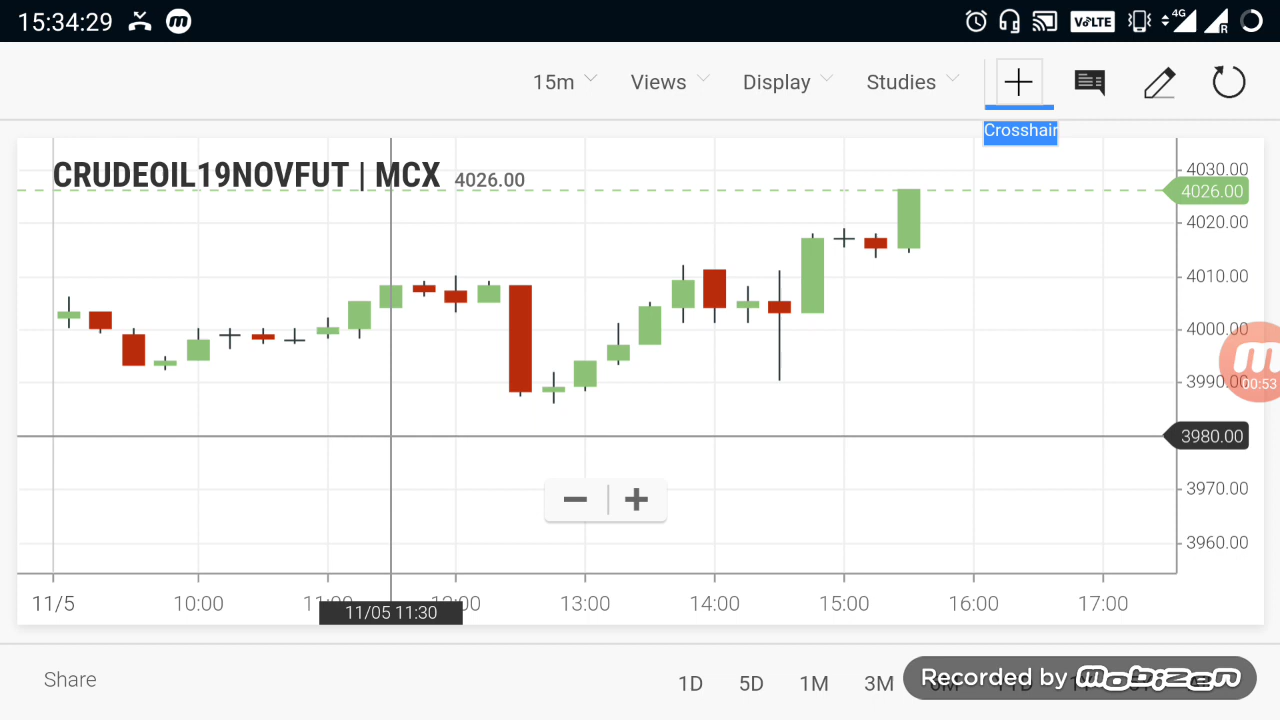 15:34:29
VoLTE 4G R
15m Views Display Studies
Crosshair
CRUDEOIL19NOVFUT | MCX 4026.00
4030.00
4026.00
4020.00
4010.00
4000.00
3990.00
00:53
3980.00
3970.00
3960.00
11/5 10:00 13:00 14:00 15:00 16:00 17:00
11/05 11:30
Share 1D 5D 1M 3M
Recorded by mobizen